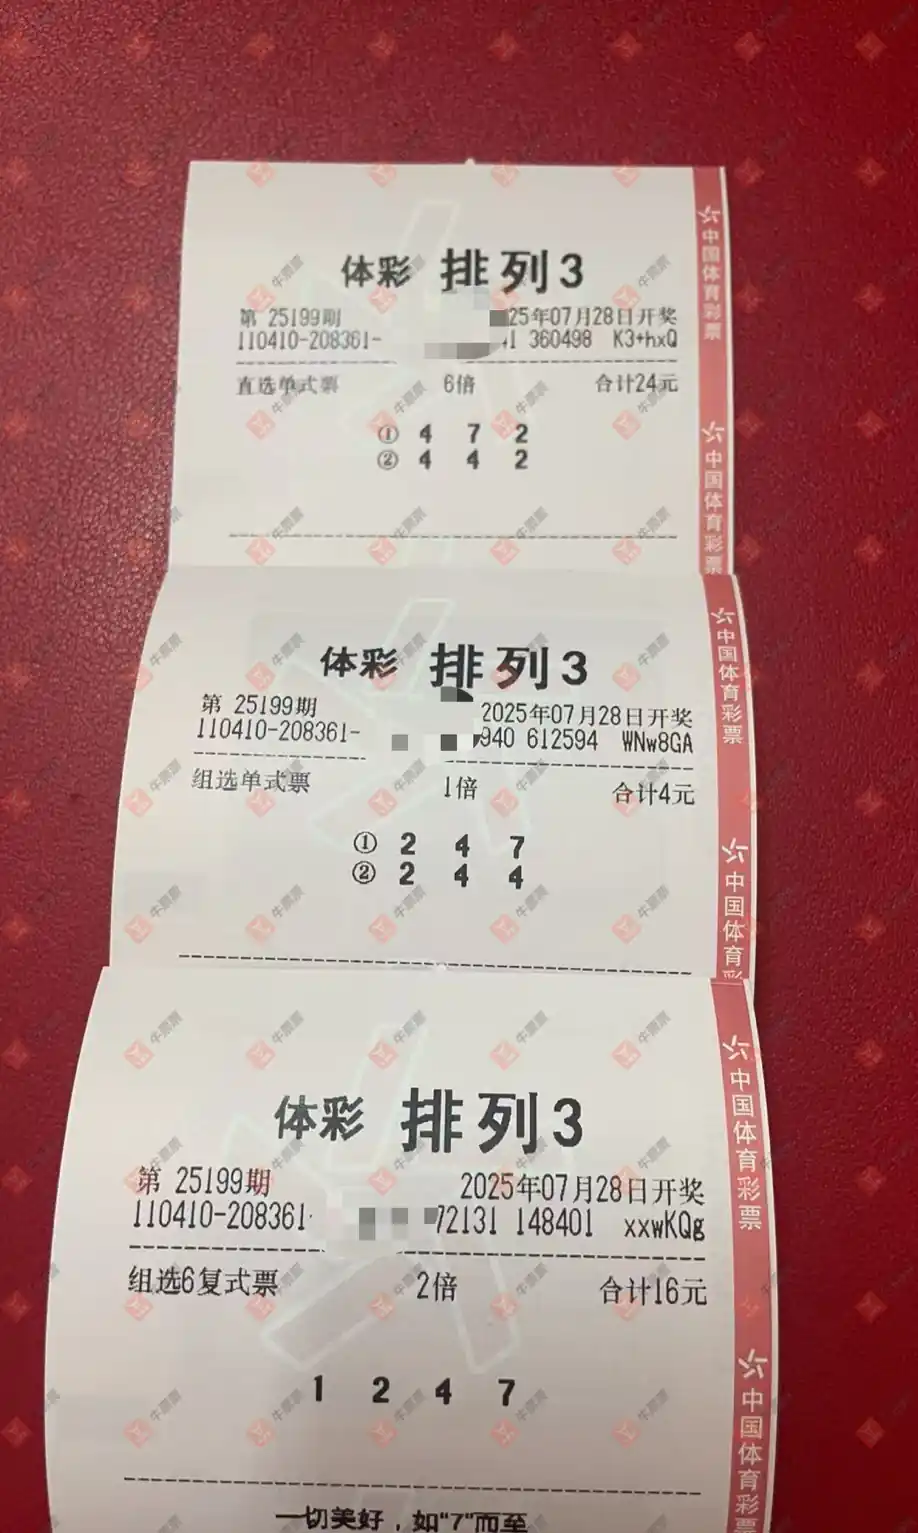 体彩 排列3
第 25199期 25年07月28日开奖
110410-208361- 41 360498 K3+hxQ
直选单式票 6倍 合计24元
① 4 7 2
② 4 4 2
中国体育彩票
中国体育彩票
体彩 排列3
第 25199期 2025年07月28日开奖
110410-208361- 940 612594 WNw8GA
组选单式票 1倍 合计4元
① 2 4 7
② 2 4 4
中国体育彩票
中国体育彩
体彩 排列3
第 25199期 2025年07月28日开奖
110410-208361- 72131 148401 xxwKQg
组选6复式票 2倍 合计16元
1 2 4 7
一切美好，如“7”而至
中国体育彩票
中国体育彩票
牛票票